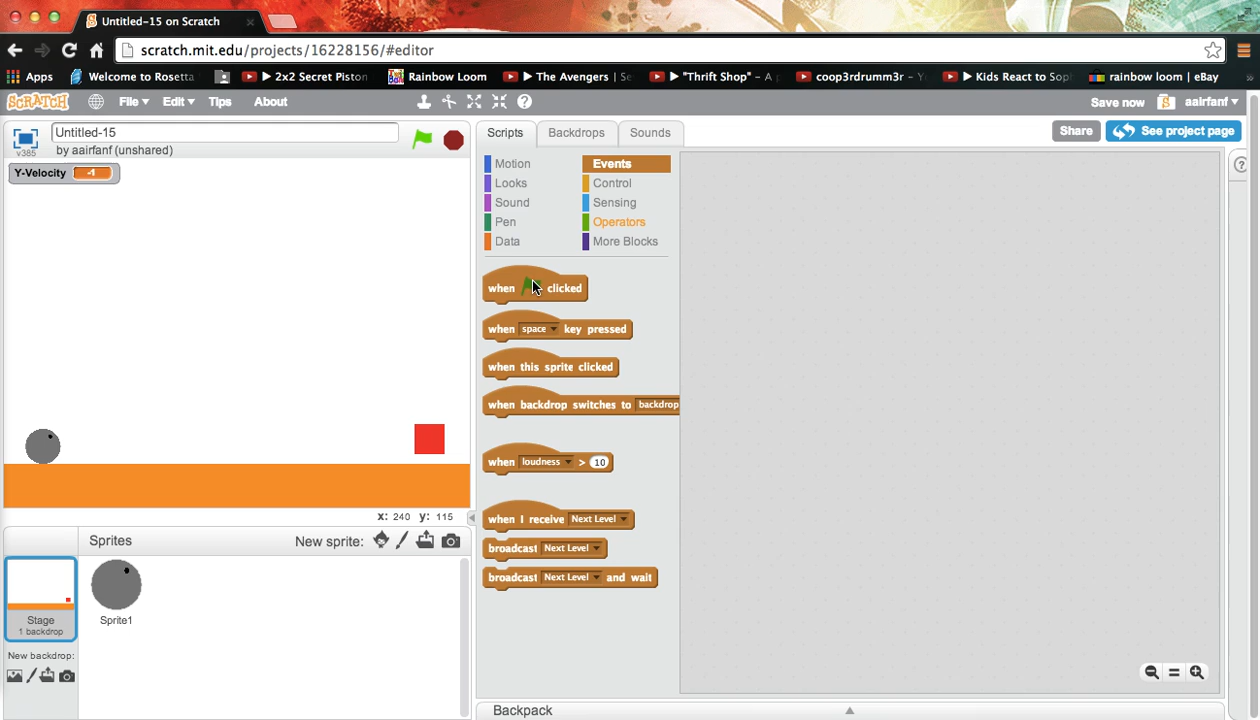 Untitled-15 on Scratch
scratch.mit.edu/projects/16228156/#editor
Apps Welcome to Rosetta ▶ 2x2 Secret Piston Rainbow Loom ▶ The Avengers | Se ▶ "Thrift Shop" - A coop3rdrumm3r - Y ▶ Kids React to Sop rainbow loom | eBay »
SCRATCH File Edit Tips About Save now aairfanf
v385
Untitled-15
by aairfanf (unshared)
Scripts Backdrops Sounds Share See project page
Y-Velocity -1
Motion Events
Looks Control
Sound Sensing
Pen Operators
Data More Blocks
when clicked
when space key pressed
when this sprite clicked
when backdrop switches to backdrop
when loudness > 10
when I receive Next Level
broadcast Next Level
broadcast Next Level and wait
x: 240 y: 115
Sprites New sprite:
Stage
1 backdrop
Sprite1
New backdrop:
Backpack